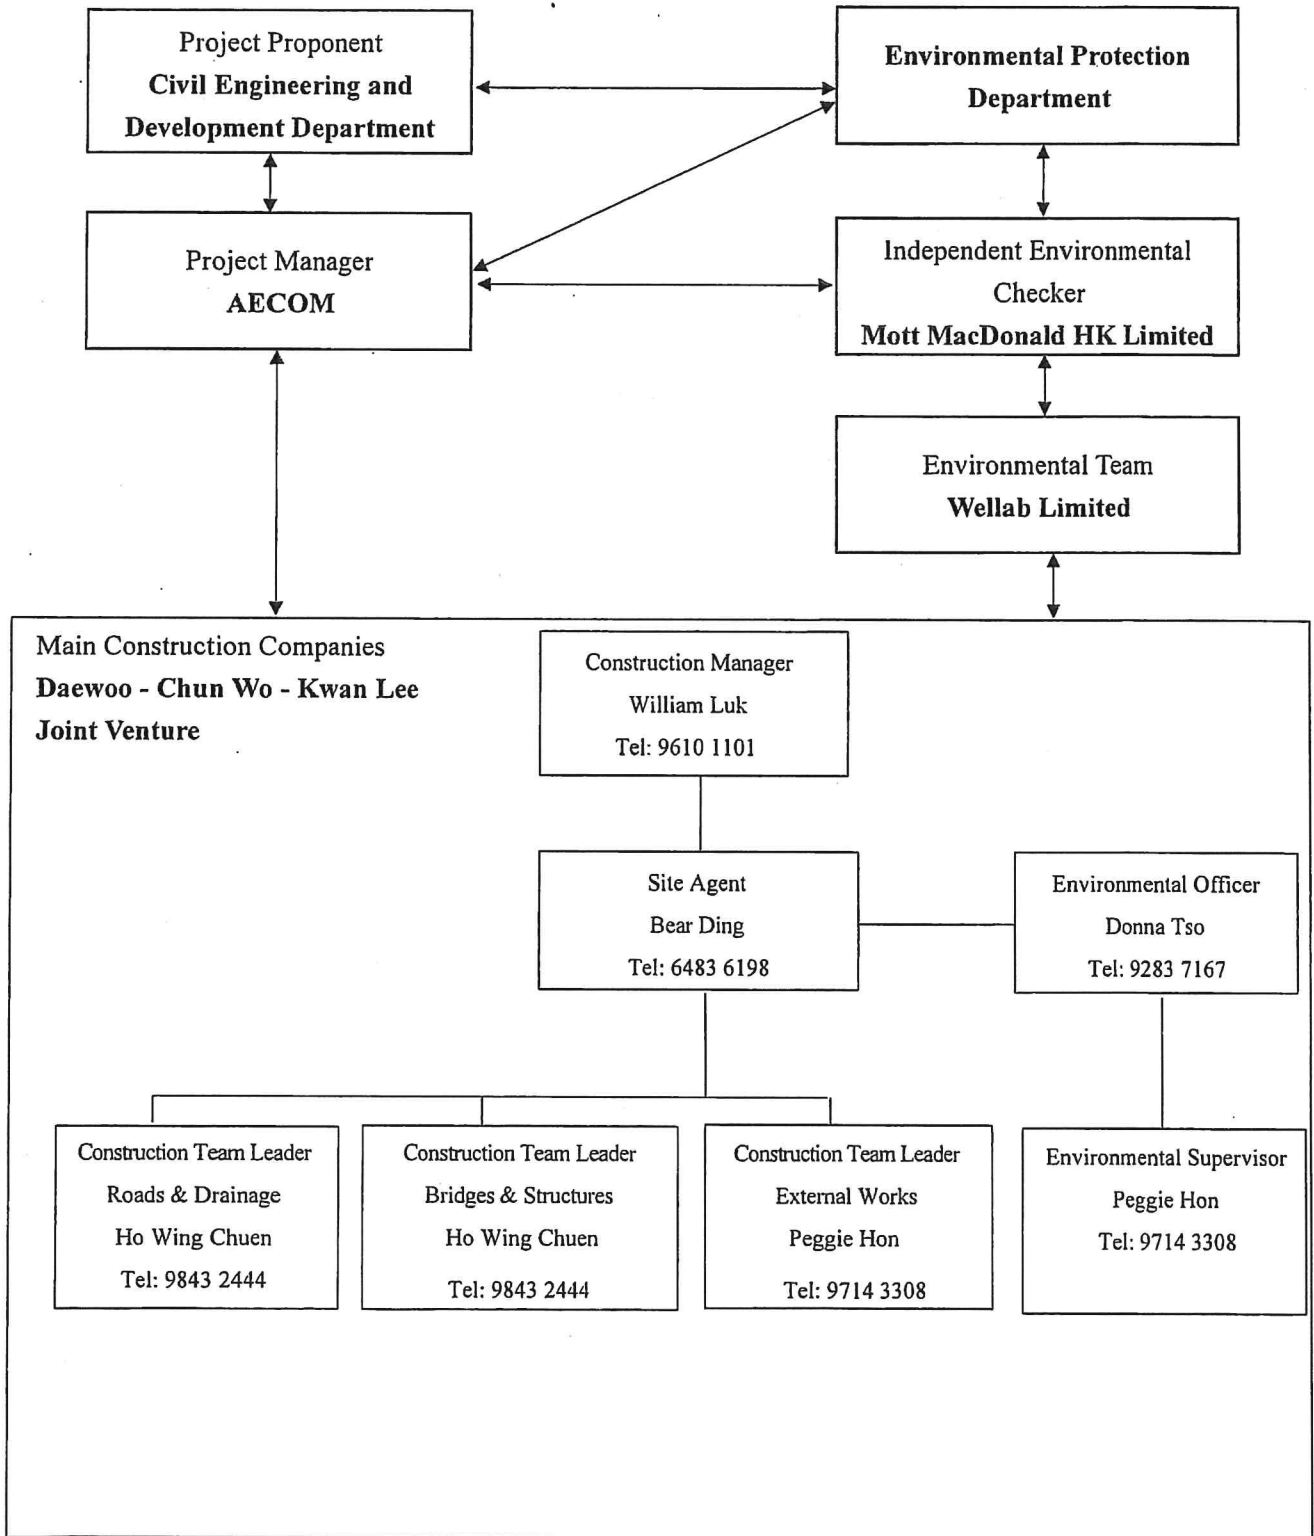 Project Proponent
Civil Engineering and
Development Department
Environmental Protection
Department
Project Manager
AECOM
Independent Environmental
Checker
Mott MacDonald HK Limited
Environmental Team
Wellab Limited
Main Construction Companies
Daewoo - Chun Wo - Kwan Lee
Joint Venture
Construction Manager
William Luk
Tel: 9610 1101
Site Agent
Bear Ding
Tel: 6483 6198
Environmental Officer
Donna Tso
Tel: 9283 7167
Construction Team Leader
Roads & Drainage
Ho Wing Chuen
Tel: 9843 2444
Construction Team Leader
Bridges & Structures
Ho Wing Chuen
Tel: 9843 2444
Construction Team Leader
External Works
Peggie Hon
Tel: 9714 3308
Environmental Supervisor
Peggie Hon
Tel: 9714 3308